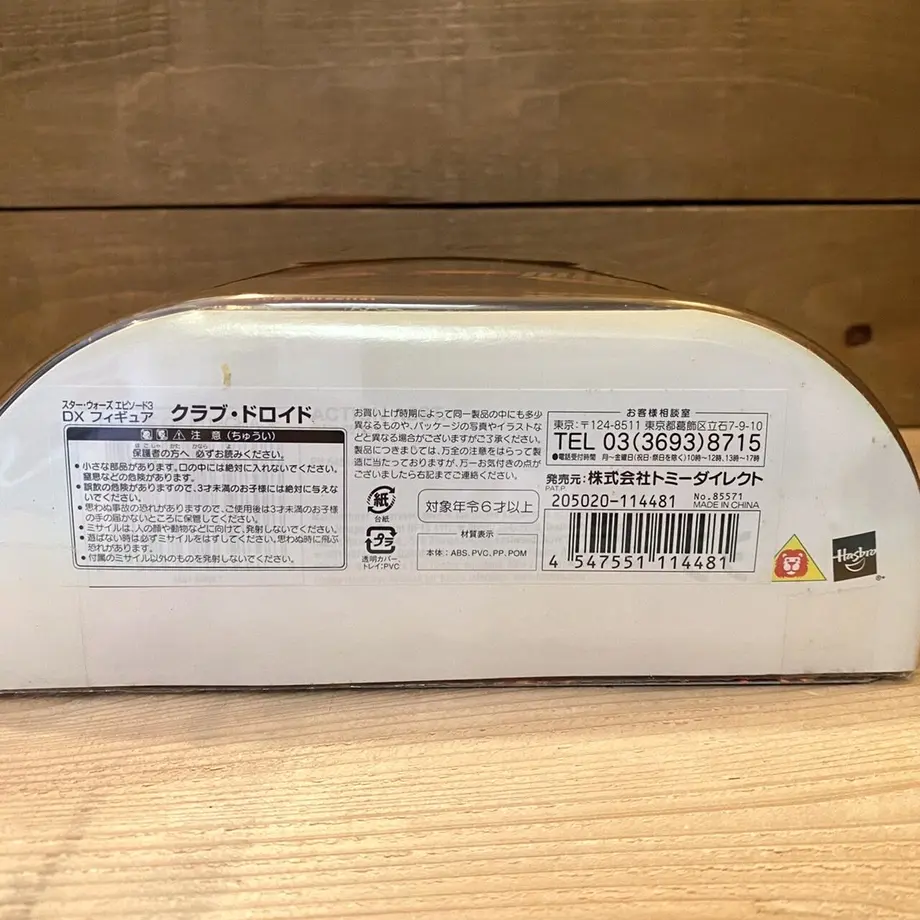 スター・ウォーズ エピソード3
DX フィギュア クラブ・ドロイド
注 意 (ちゅうい)
ほごしゃ かた かなら よ
保護者の方へ 必ずお読みください。
• 小さな部品があります。口の中には絶対に入れないでください。
窒息などの危険があります。
• 誤飲の危険がありますので、3才未満のお子様には絶対に与えな
いでください。
• 思わぬ事故の恐れがありますので、ご使用後は3才未満のお子様
の手の届かないところに保管してください。
• ミサイルは、人の顔や動物などに向けて、発射しないでください。
• 遊ばない時は必ずミサイルをはずしてください。思わぬ時に飛ぶ
恐れがあります。
• 付属のミサイル以外のものを発射しないでください。
お買い上げ時期によって同一製品の中にも多少
異なるものや、パッケージの写真やイラストな
どと異なる場合がございますがご了承ください。
製品につきましては、万全の注意をはらって製
造に当たっておりますが、万一お気付きの点が
ございましたら右記までご連絡ください。
紙
台紙
プラ
透明カバー、
トレイ:PVC
対象年令6才以上
材質表示
本体:ABS, PVC, PP, POM
お客様相談室
東京:〒124-8511 東京都葛飾区立石7-9-10
TEL 03(3693)8715
●電話受付時間 月〜金曜日(祝日・祭日を除く)10時〜12時、13時〜17時
発売元:株式会社トミーダイレクト
205020-114481 No.85571
PAT.P. MADE IN CHINA
4 547551 114481
Hasbro